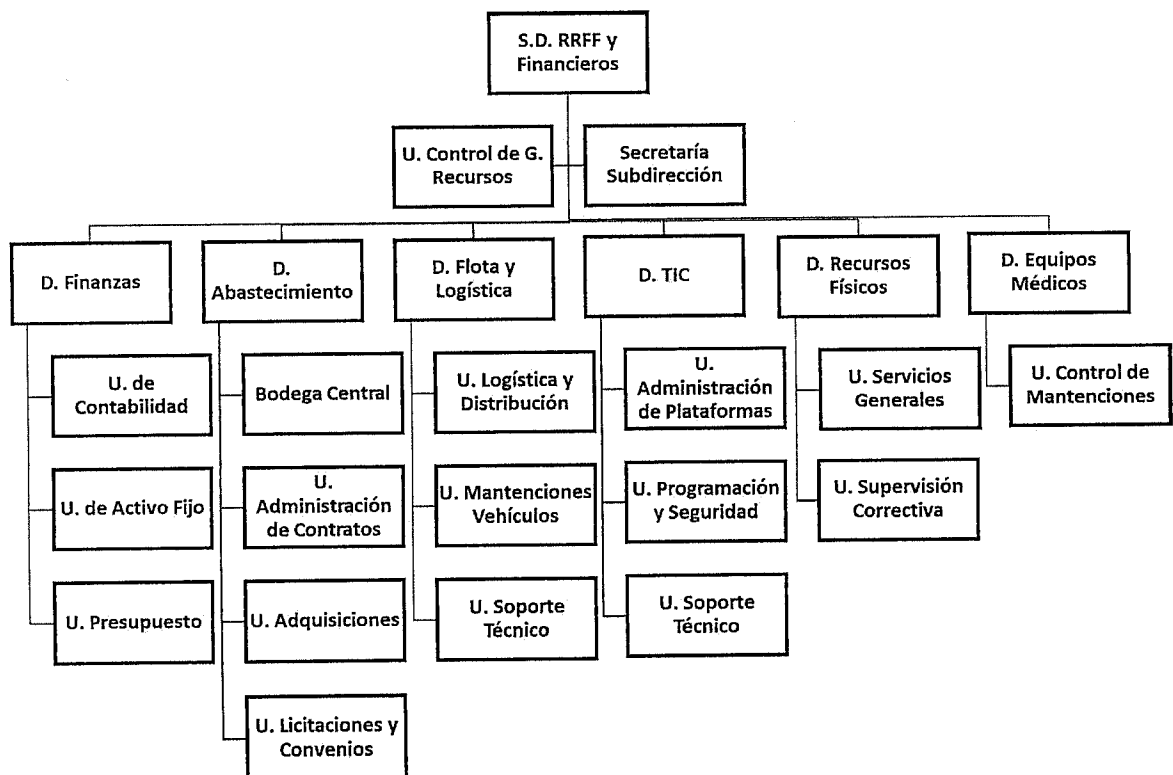 S.D. RRFF y
Financieros
U. Control de G.
Recursos
Secretaría
Subdirección
D. Finanzas
D.
Abastecimiento
D. Flota y
Logística
D. TIC
D. Recursos
Físicos
D. Equipos
Médicos
U. de
Contabilidad
Bodega Central
U. Logística y
Distribución
U.
Administración
de Plataformas
U. Servicios
Generales
U. Control de
Mantenciones
U. de Activo Fijo
U.
Administración
de Contratos
U. Mantenciones
Vehículos
U. Programación
y Seguridad
U. Supervisión
Correctiva
U. Presupuesto
U. Adquisiciones
U. Soporte
Técnico
U. Soporte
Técnico
U. Licitaciones y
Convenios